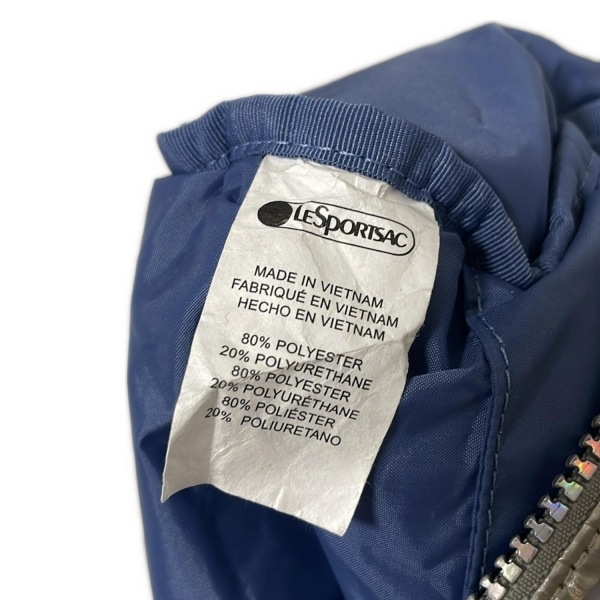 LESPORTSAC
MADE IN VIETNAM
FABRIQUÉ EN VIETNAM
HECHO EN VIETNAM
80% POLYESTER
20% POLYURETHANE
80% POLYESTER
20% POLYURÉTHANE
80% POLIÉSTER
20% POLIURETANO